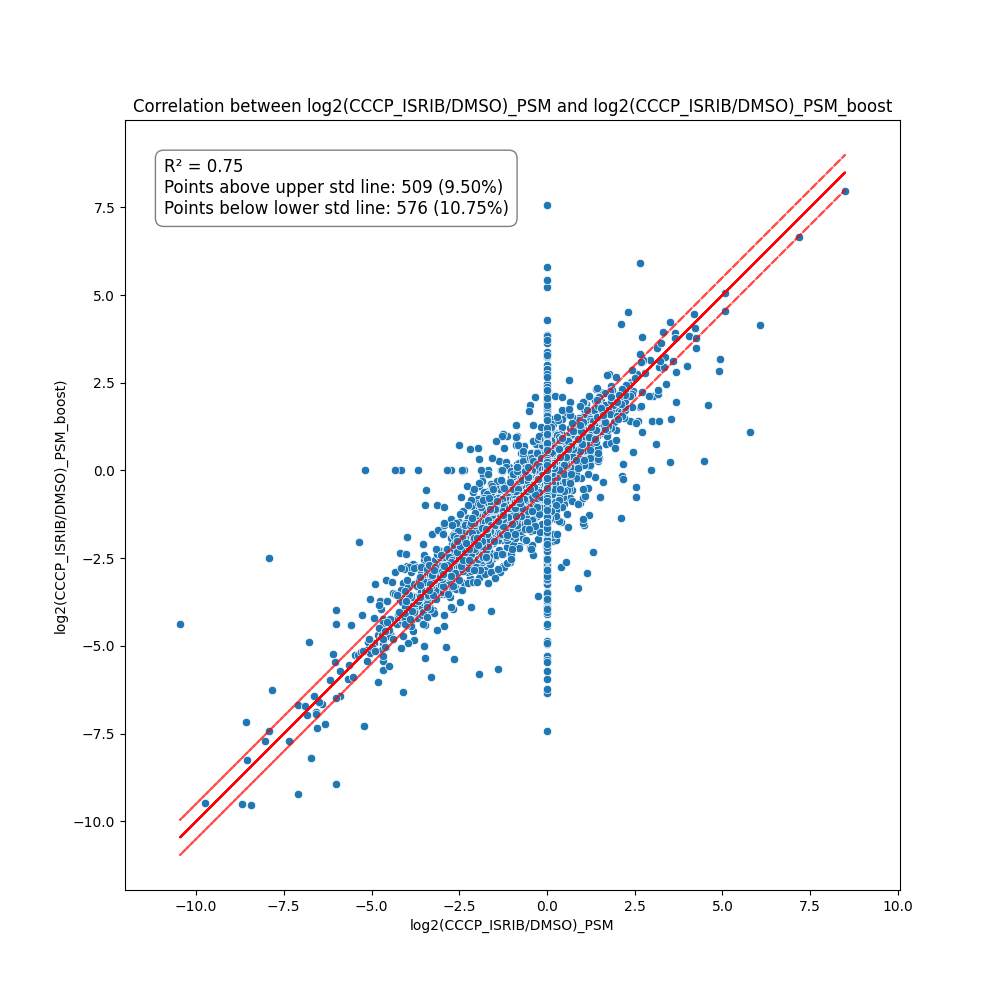 Correlation between log2(CCCP_ISRIB/DMSO)_PSM and log2(CCCP_ISRIB/DMSO)_PSM_boost
R² = 0.75
Points above upper std line: 509 (9.50%)
Points below lower std line: 576 (10.75%)
log2(CCCP_ISRIB/DMSO)_PSM_boost)
7.5
5.0
2.5
0.0
−2.5
−5.0
−7.5
−10.0
−10.0 −7.5 −5.0 −2.5 0.0 2.5 5.0 7.5 10.0
log2(CCCP_ISRIB/DMSO)_PSM